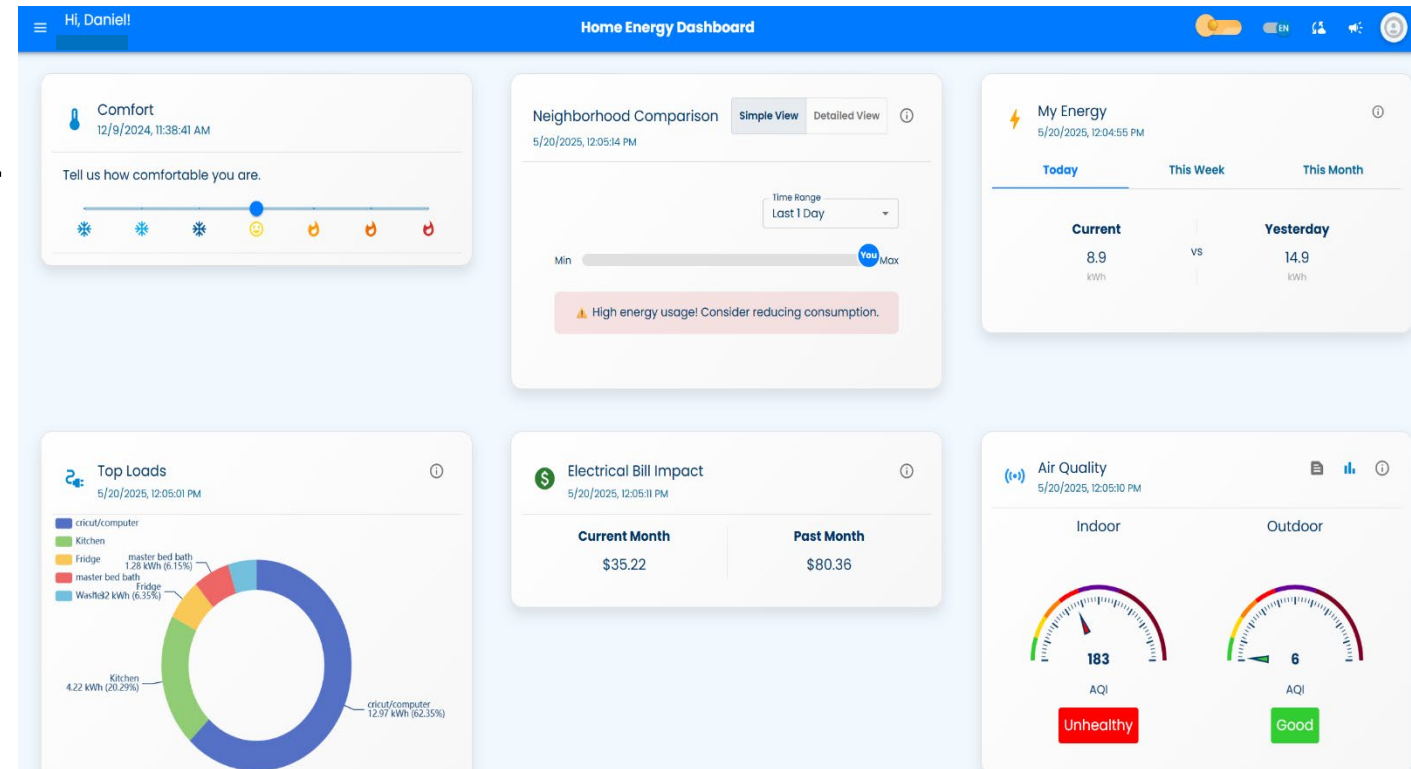 Hi, Daniel!
Home Energy Dashboard
EN
Comfort
12/9/2024, 11:38:41 AM
Tell us how comfortable you are.
Neighborhood Comparison
Simple View
Detailed View
5/20/2025, 12:05:14 PM
Time Range
Last 1 Day
Min
You
Max
⚠ High energy usage! Consider reducing consumption.
My Energy
5/20/2025, 12:04:55 PM
Today
This Week
This Month
Current
vs
Yesterday
8.9
14.9
kWh
kWh
Top Loads
5/20/2025, 12:05:01 PM
cricut/computer
Kitchen
Fridge
master bed bath
master bed bath
1.28 kWh (6.15%)
Fridge
kWh (6.35%)
Kitchen
4.22 kWh (20.29%)
cricut/computer
12.97 kWh (62.35%)
$
Electrical Bill Impact
5/20/2025, 12:05:11 PM
Current Month
Past Month
$35.22
$80.36
Air Quality
5/20/2025, 12:05:10 PM
Indoor
Outdoor
183
6
AQI
AQI
Unhealthy
Good